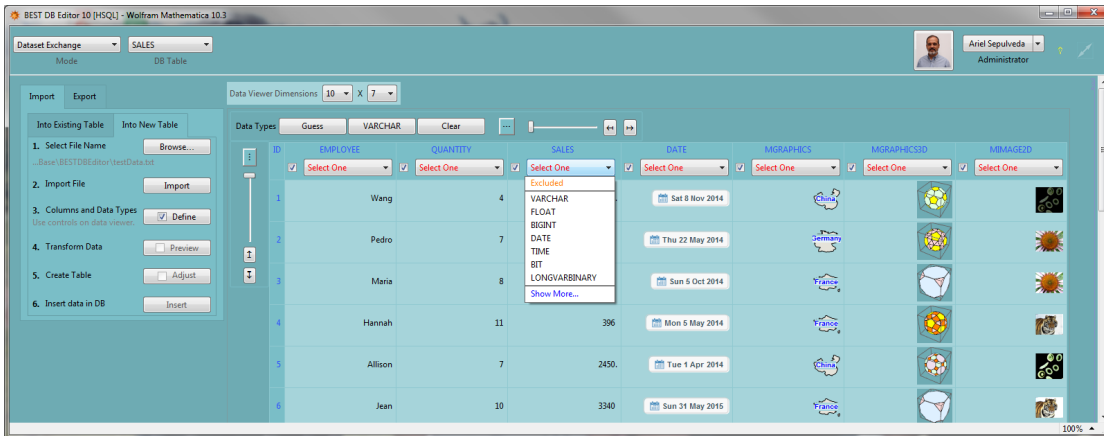 BEST DB Editor 10 [HSQL] - Wolfram Mathematica 10.3
Dataset Exchange SALES
Mode DB Table
Ariel Sepulveda
Administrator
Import Export
Data Viewer Dimensions 10 X 7
Into Existing Table Into New Table
Data Types Guess VARCHAR Clear ...
1. Select File Name Browse...
...Base\BESTDBEditor\testData.txt
2. Import File Import
3. Columns and Data Types Define
Use controls on data viewer.
4. Transform Data Preview
5. Create Table Adjust
6. Insert data in DB Insert
ID EMPLOYEE QUANTITY SALES DATE MGRAPHICS MGRAPHICS3D MIMAGE2D
Select One Select One Select One Select One Select One Select One Select One
Excluded
VARCHAR
FLOAT
BIGINT
DATE
TIME
BIT
LONGVARBINARY
Show More...
1 Wang 4 Sat 8 Nov 2014 China
2 Pedro 7 Thu 22 May 2014 Germany
3 Maria 8 Sun 5 Oct 2014 France
4 Hannah 11 396 Mon 5 May 2014 France
5 Allison 7 2450. Tue 1 Apr 2014 China
6 Jean 10 3340 Sun 31 May 2015 France
100%